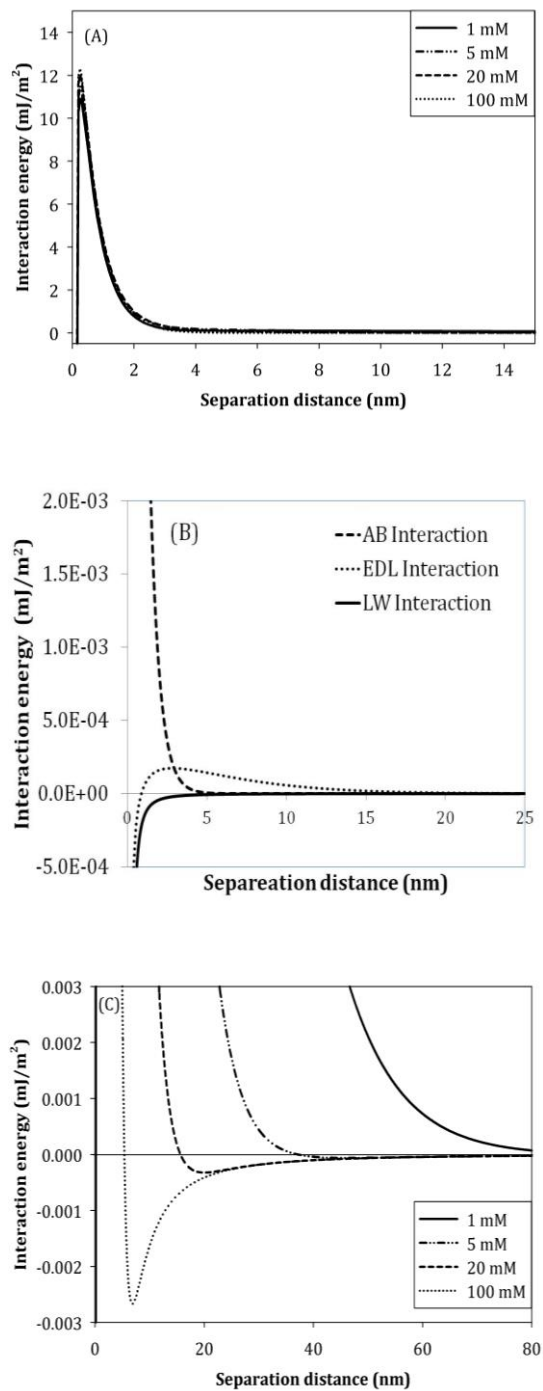 (A)
1 mM
5 mM
20 mM
100 mM
Interaction energy (mJ/m²)
14
12
10
8
6
4
2
0
0 2 4 6 8 10 12 14
Separation distance (nm)
(B)
AB Interaction
EDL Interaction
LW Interaction
Interaction energy (mJ/m²)
2.0E-03
1.5E-03
1.0E-03
5.0E-04
0.0E+00
-5.0E-04
0 5 10 15 20 25
Separeation distance (nm)
(C)
Interaction energy (mJ/m²)
0.003
0.002
0.001
0.000
-0.001
-0.002
-0.003
1 mM
5 mM
20 mM
100 mM
0 20 40 60 80
Separation distance (nm)